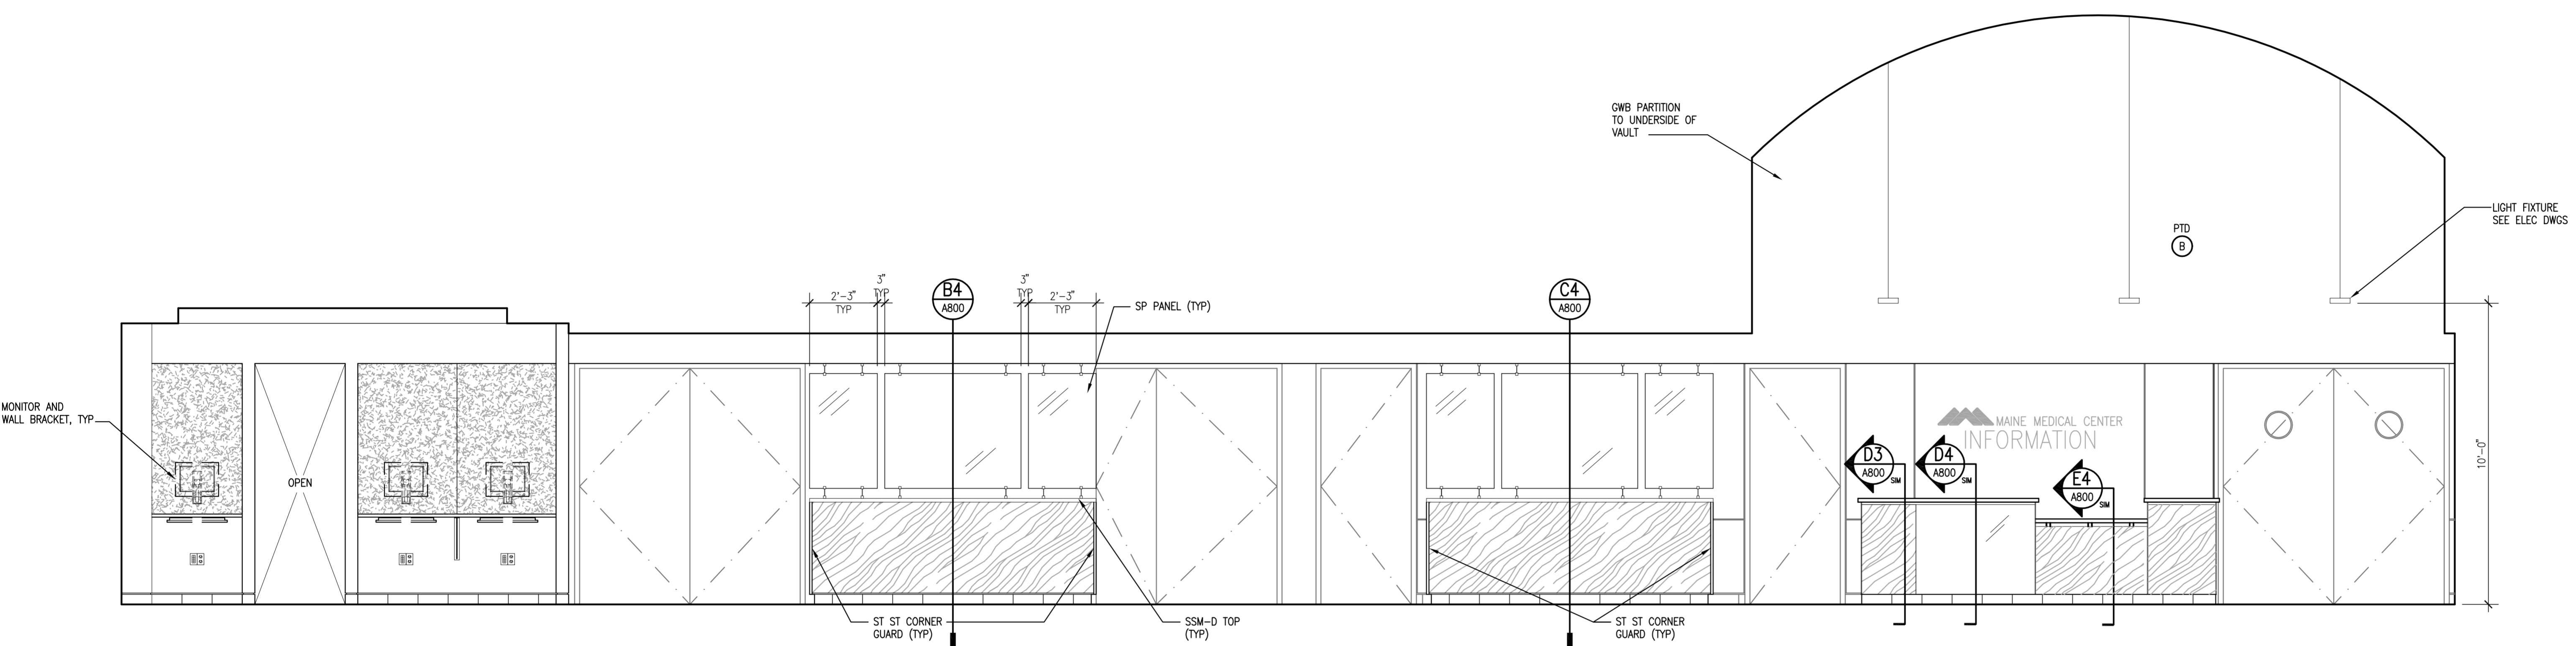 GWB PARTITION
TO UNDERSIDE OF
VAULT
LIGHT FIXTURE
SEE ELEC DWGS
PTD
B
3"
TYP
2'-3"
TYP
B4
A800
3"
TYP
2'-3"
TYP
SP PANEL (TYP)
C4
A800
MONITOR AND
WALL BRACKET, TYP
OPEN
MAINE MEDICAL CENTER
INFORMATION
D3
A800
SIM
D4
A800
SIM
E4
A800
SIM
10'-0"
ST ST CORNER
GUARD (TYP)
SSM-D TOP
(TYP)
ST ST CORNER
GUARD (TYP)